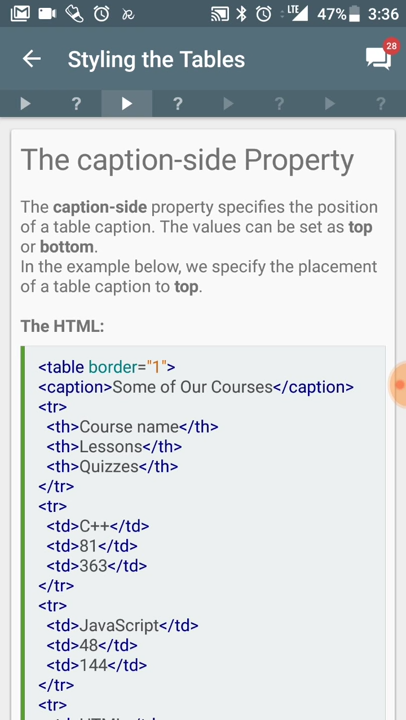 LTE 47% 3:36
Styling the Tables
28
? ? ? ?
The caption-side Property
The caption-side property specifies the position
of a table caption. The values can be set as top
or bottom.
In the example below, we specify the placement
of a table caption to top.
The HTML:
<table border="1">
<caption>Some of Our Courses</caption>
<tr>
<th>Course name</th>
<th>Lessons</th>
<th>Quizzes</th>
</tr>
<tr>
<td>C++</td>
<td>81</td>
<td>363</td>
</tr>
<tr>
<td>JavaScript</td>
<td>48</td>
<td>144</td>
</tr>
<tr>